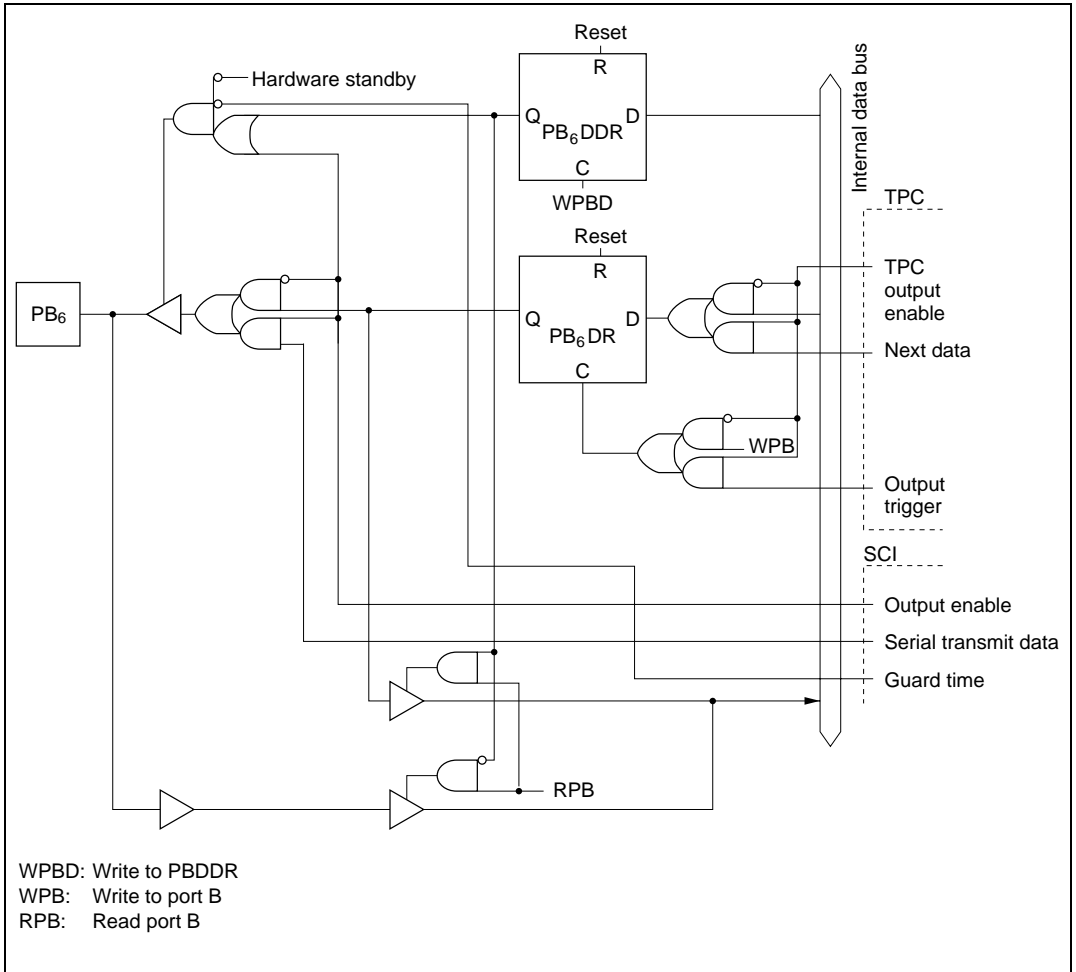 Reset
R
Hardware standby
Q
PB6DDR
D
C
WPBD
Internal data bus
TPC
Reset
R
TPC
output
enable
PB6
Q
PB6DR
D
C
Next data
WPB
Output
trigger
SCI
Output enable
Serial transmit data
Guard time
RPB
WPBD: Write to PBDDR
WPB: Write to port B
RPB: Read port B